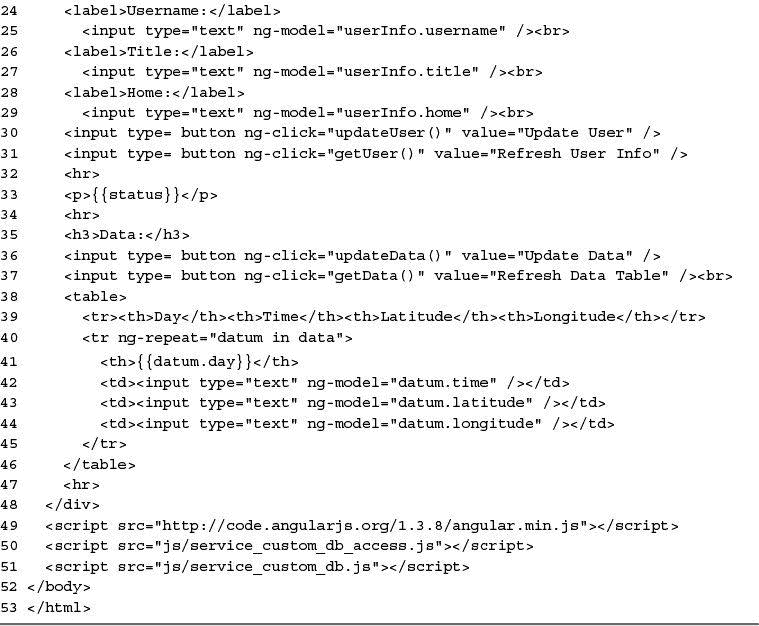 24     <label>Username:</label>
25       <input type="text" ng-model="userInfo.username" /><br>
26     <label>Title:</label>
27       <input type="text" ng-model="userInfo.title" /><br>
28     <label>Home:</label>
29       <input type="text" ng-model="userInfo.home" /><br>
30     <input type= button ng-click="updateUser()" value="Update User" />
31     <input type= button ng-click="getUser()" value="Refresh User Info" />
32     <hr>
33     <p>{{status}}</p>
34     <hr>
35     <h3>Data:</h3>
36     <input type= button ng-click="updateData()" value="Update Data" />
37     <input type= button ng-click="getData()" value="Refresh Data Table" /><br>
38     <table>
39       <tr><th>Day</th><th>Time</th><th>Latitude</th><th>Longitude</th></tr>
40       <tr ng-repeat="datum in data">
41         <th>{{datum.day}}</th>
42         <td><input type="text" ng-model="datum.time" /></td>
43         <td><input type="text" ng-model="datum.latitude" /></td>
44         <td><input type="text" ng-model="datum.longitude" /></td>
45       </tr>
46     </table>
47     <hr>
48   </div>
49   <script src="http://code.angularjs.org/1.3.8/angular.min.js"></script>
50   <script src="js/service_custom_db_access.js"></script>
51   <script src="js/service_custom_db.js"></script>
52 </body>
53 </html>